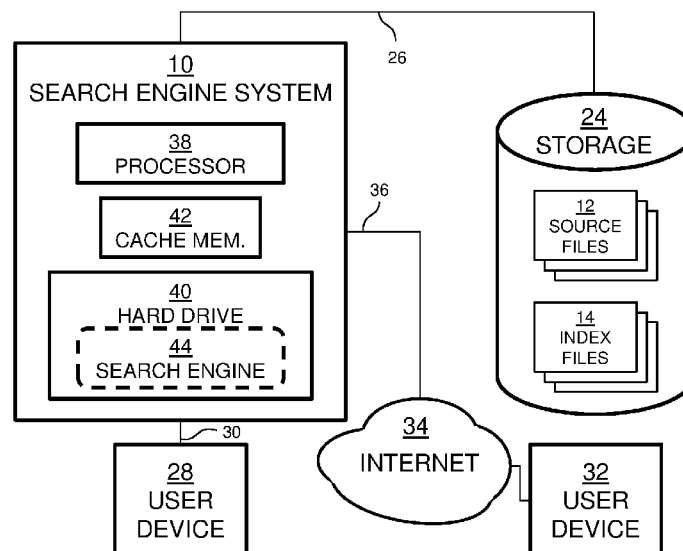 26
10
SEARCH ENGINE SYSTEM
38
PROCESSOR
42
CACHE MEM.
40
HARD DRIVE
44
SEARCH ENGINE
24
STORAGE
12
SOURCE
FILES
14
INDEX
FILES
36
30
34
INTERNET
28
USER
DEVICE
32
USER
DEVICE